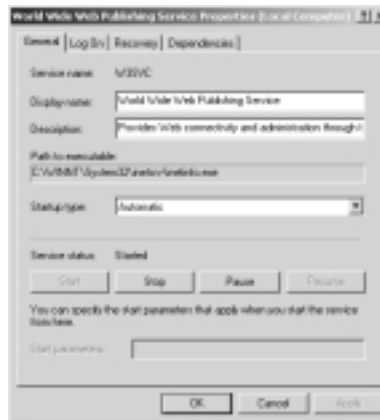 World Wide Web Publishing Service Properties (Local Computer)
General Log On Recovery Dependencies
Service name: W3SVC
Display name: World Wide Web Publishing Service
Description: Provides Web connectivity and administration through t
Path to executable:
C:\WINNT\System32\inetsrv\inetinfo.exe
Startup type: Automatic
Service status: Started
Start Stop Pause Resume
You can specify the start parameters that apply when you start the service
from here.
Start parameters:
OK Cancel Apply